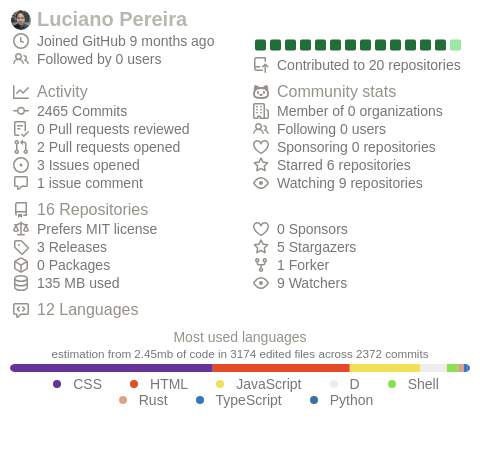 Luciano Pereira
Joined GitHub 9 months ago
Followed by 0 users
Contributed to 20 repositories
Activity
2465 Commits
0 Pull requests reviewed
2 Pull requests opened
3 Issues opened
1 issue comment
Community stats
Member of 0 organizations
Following 0 users
Sponsoring 0 repositories
Starred 6 repositories
Watching 9 repositories
16 Repositories
Prefers MIT license
3 Releases
0 Packages
135 MB used
0 Sponsors
5 Stargazers
1 Forker
9 Watchers
12 Languages
Most used languages
estimation from 2.45mb of code in 3174 edited files across 2372 commits
CSS HTML JavaScript D Shell
Rust TypeScript Python